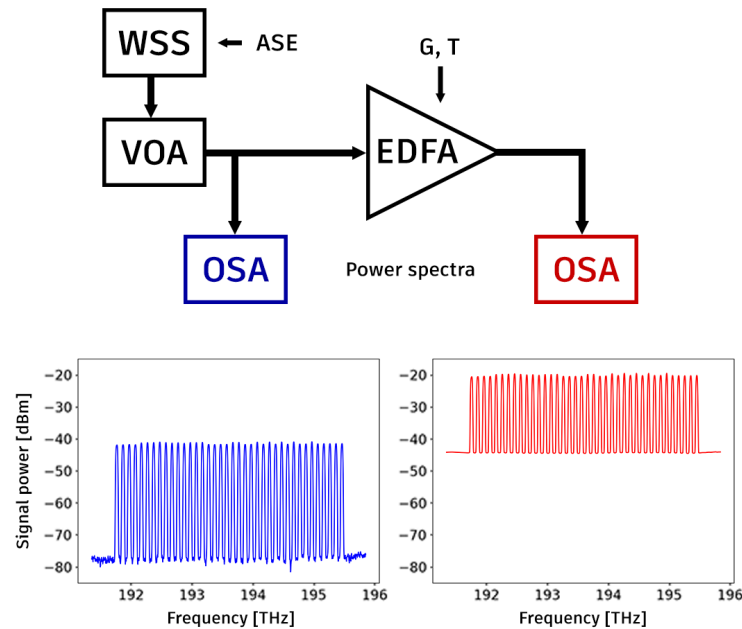 WSS
ASE
G, T
VOA
EDFA
OSA
Power spectra
OSA
Signal power [dBm]
−20
−30
−40
−50
−60
−70
−80
192
193
194
195
196
Frequency [THz]
−20
−30
−40
−50
−60
−70
−80
192
193
194
195
196
Frequency [THz]